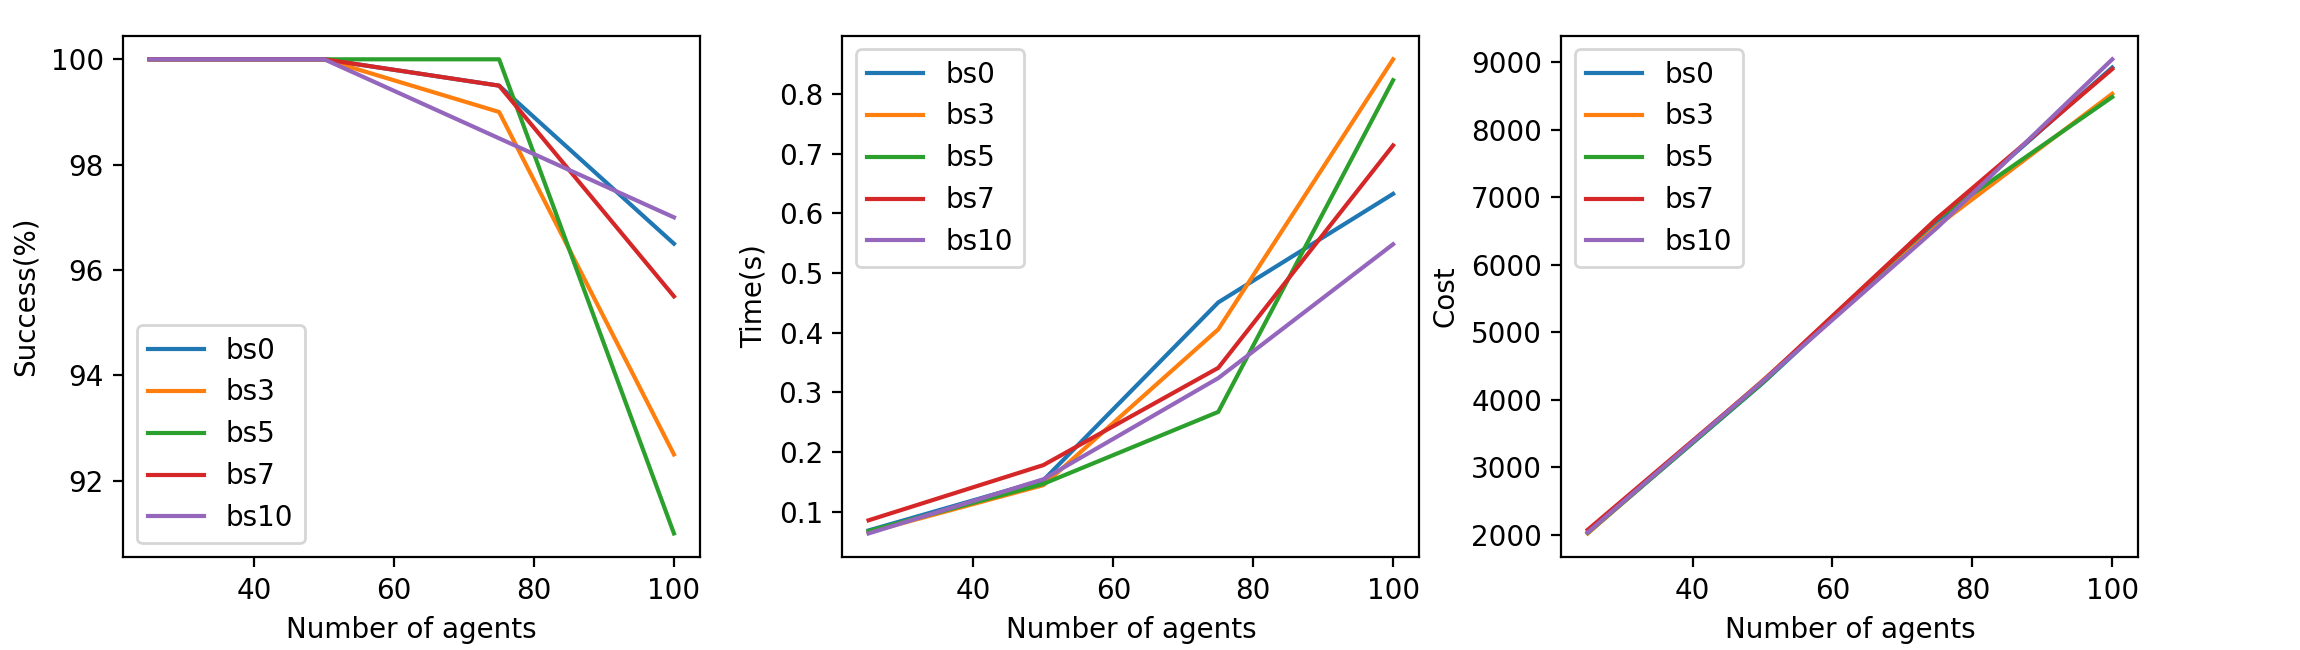 100
98
96
94
92
Success(%)
bs0
bs3
bs5
bs7
bs10
40 60 80 100
Number of agents
0.8
0.7
0.6
0.5
0.4
0.3
0.2
0.1
Time(s)
bs0
bs3
bs5
bs7
bs10
40 60 80 100
Number of agents
9000
8000
7000
6000
5000
4000
3000
2000
Cost
bs0
bs3
bs5
bs7
bs10
40 60 80 100
Number of agents